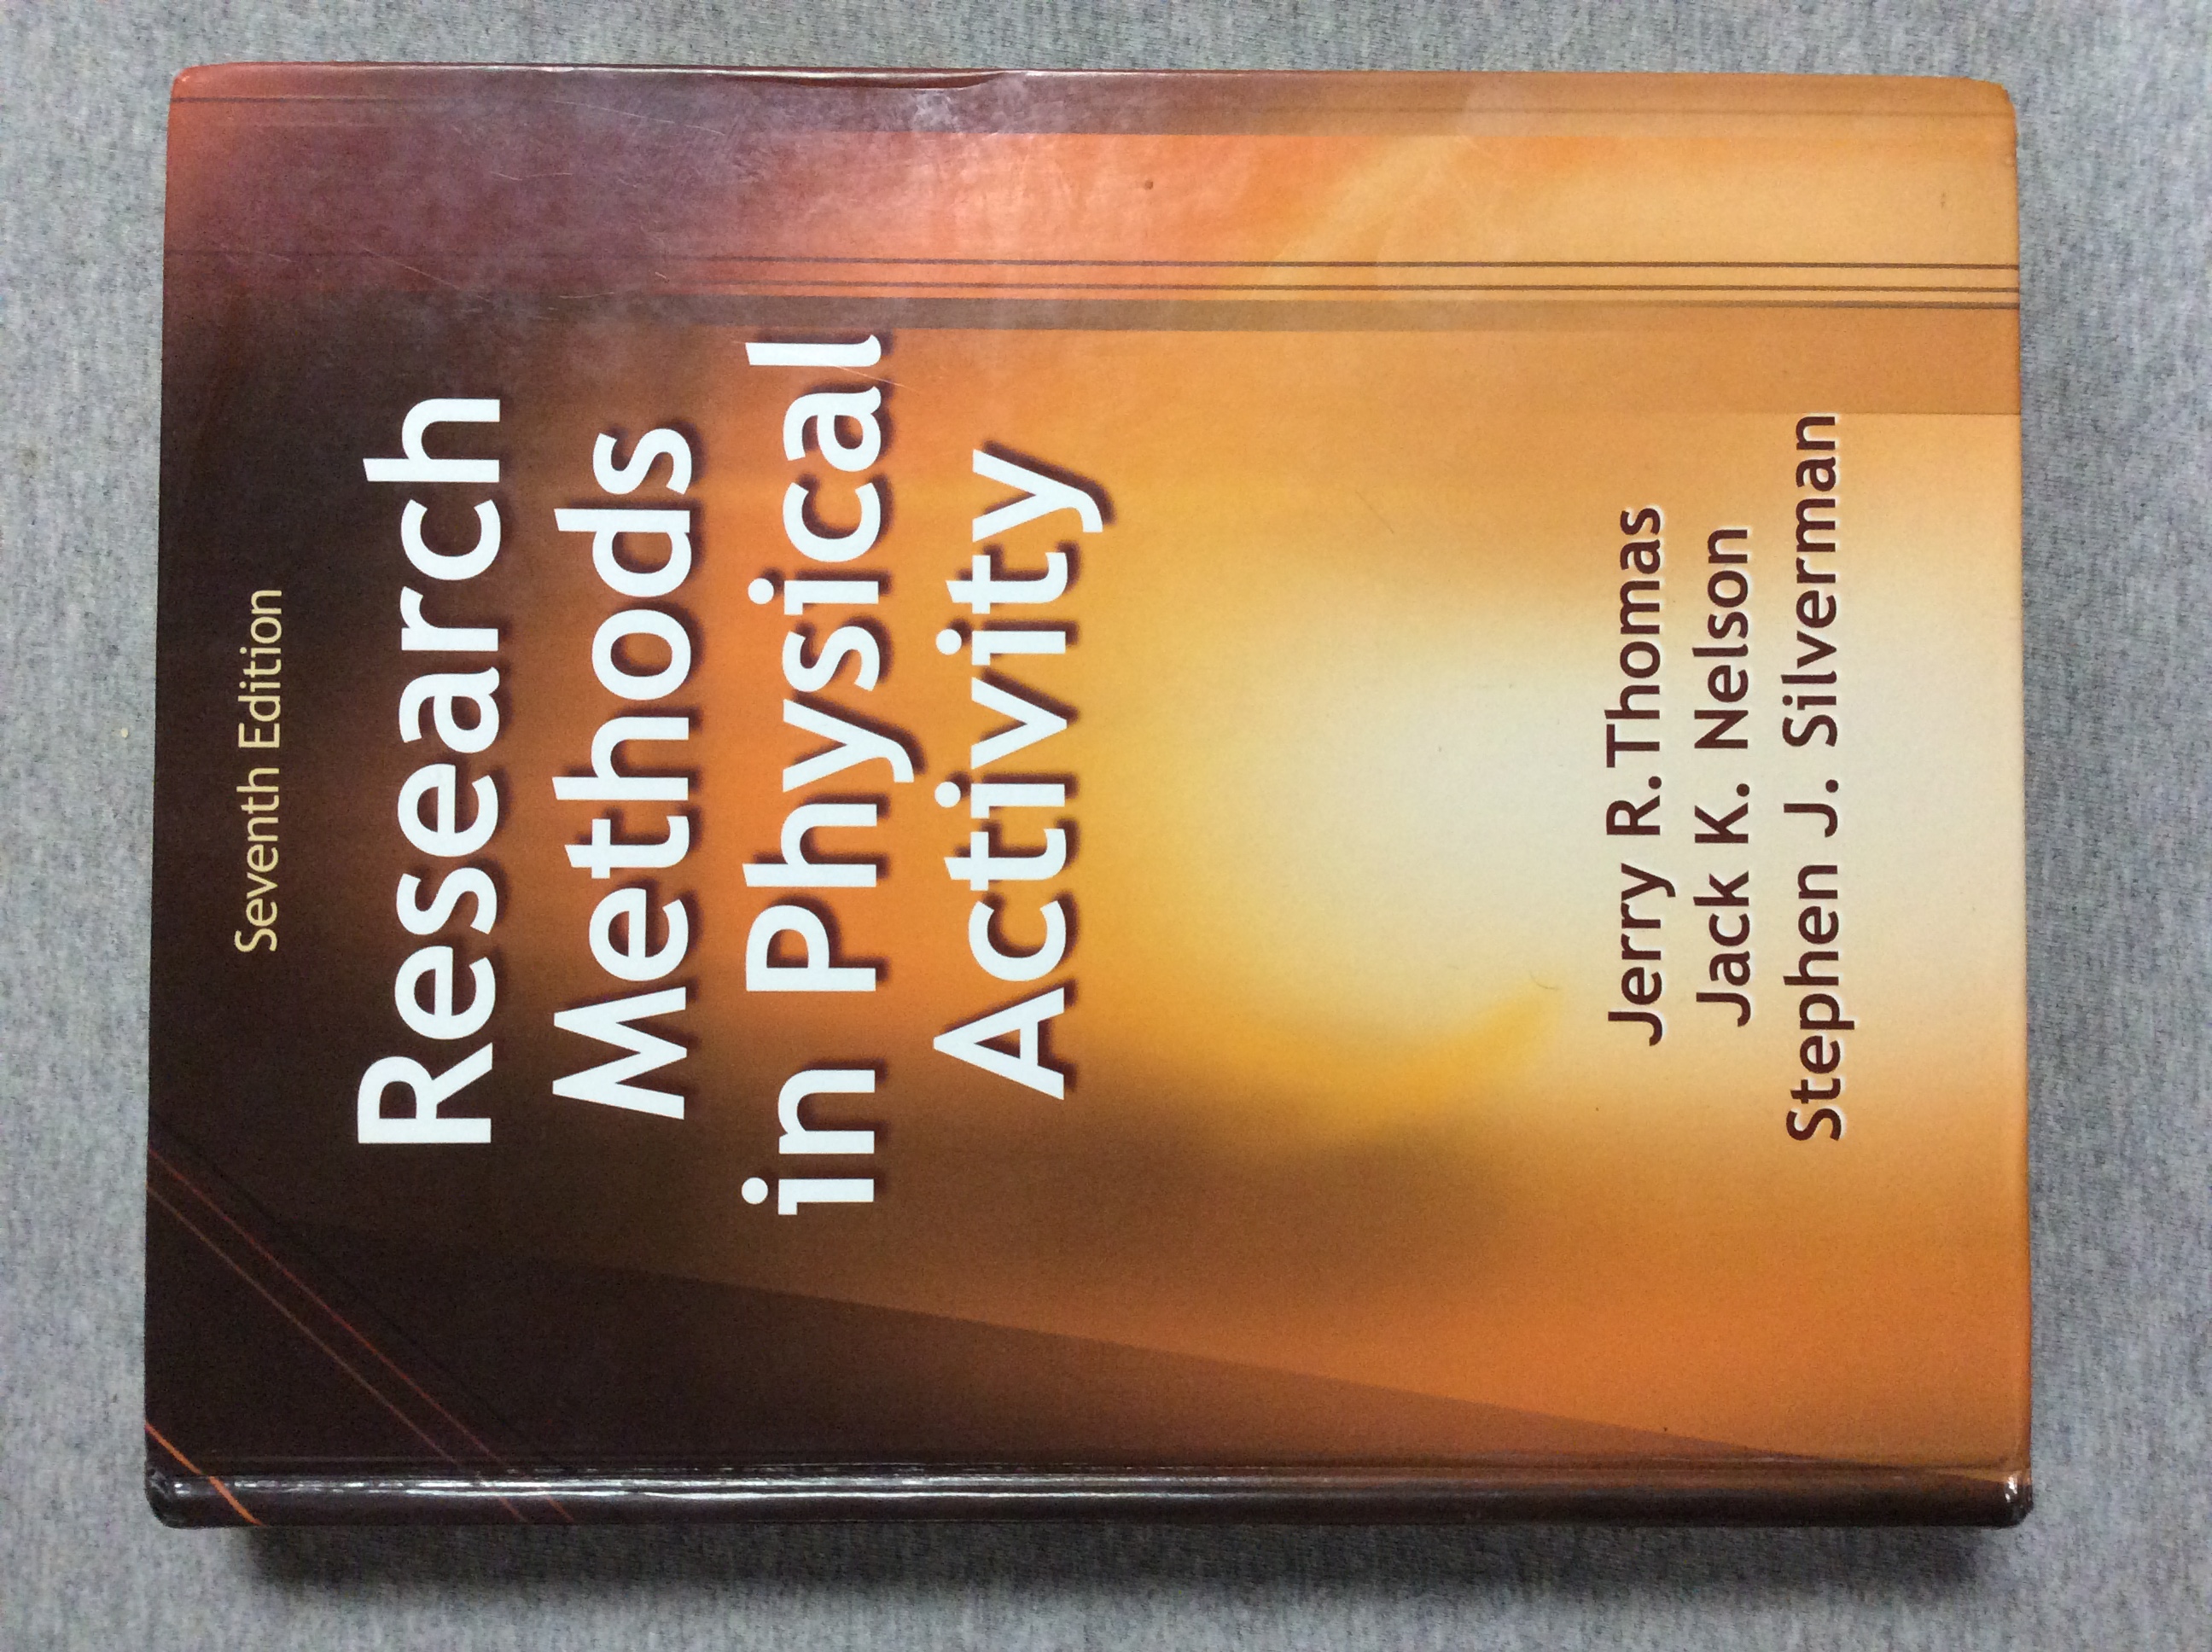 Seventh Edition
Research
Methods
in Physical
Activity
Jerry R. Thomas
Jack K. Nelson
Stephen J. Silverman